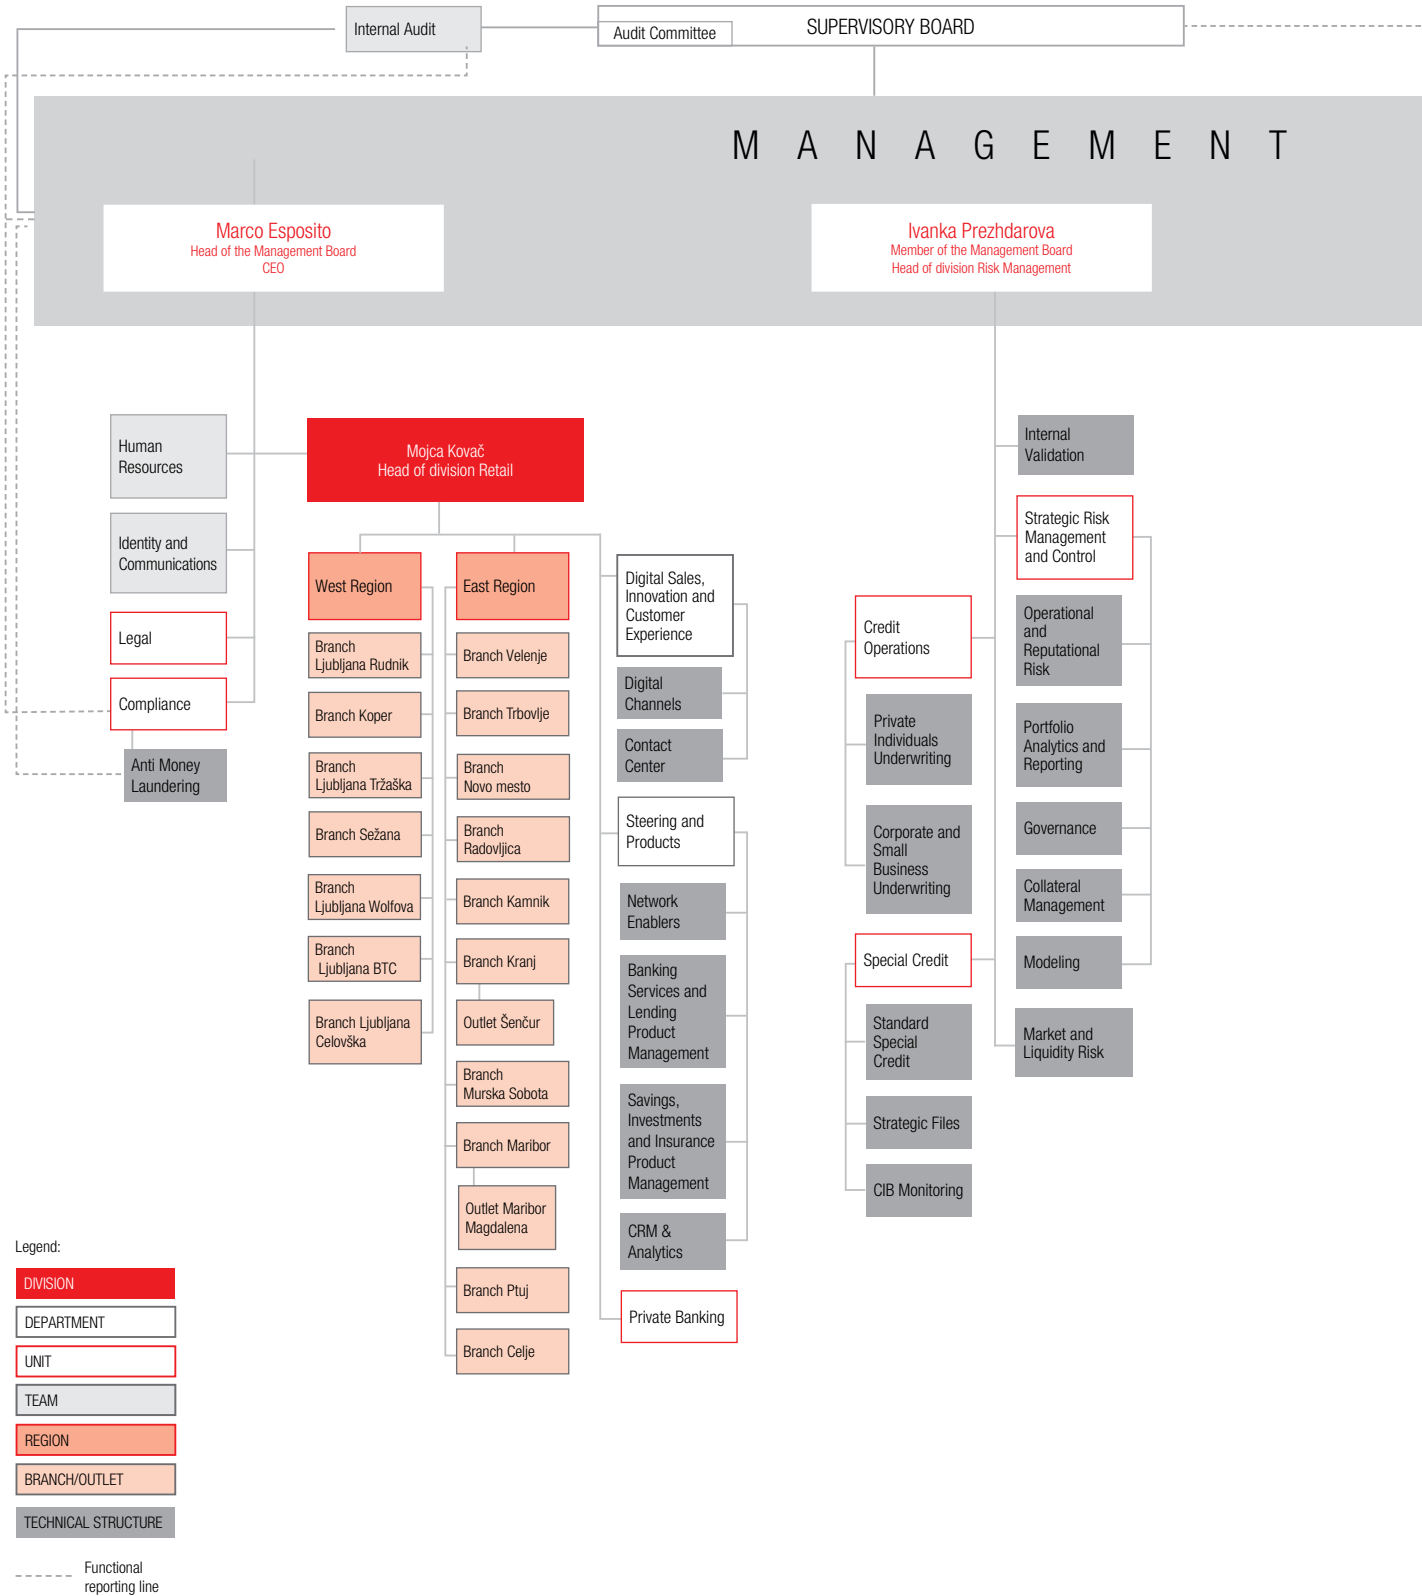 Internal Audit
Audit Committee
SUPERVISORY BOARD
MANAGEMENT
Marco Esposito
Head of the Management Board
CEO
Ivanka Prezhdarova
Member of the Management Board
Head of division Risk Management
Human
Resources
Identity and
Communications
Legal
Compliance
Anti Money
Laundering
Mojca Kovač
Head of division Retail
West Region
Branch
Ljubljana Rudnik
Branch Koper
Branch
Ljubljana Tržaška
Branch Sežana
Branch
Ljubljana Wolfova
Branch
Ljubljana BTC
Branch Ljubljana
Celovška
East Region
Branch Velenje
Branch Trbovlje
Branch
Novo mesto
Branch
Radovljica
Branch Kamnik
Branch Kranj
Outlet Šenčur
Branch
Murska Sobota
Branch Maribor
Outlet Maribor
Magdalena
Branch Ptuj
Branch Celje
Digital Sales,
Innovation and
Customer
Experience
Digital
Channels
Contact
Center
Steering and
Products
Network
Enablers
Banking
Services and
Lending
Product
Management
Savings,
Investments
and Insurance
Product
Management
CRM &
Analytics
Private Banking
Credit
Operations
Private
Individuals
Underwriting
Corporate and
Small
Business
Underwriting
Special Credit
Standard
Special
Credit
Strategic Files
CIB Monitoring
Internal
Validation
Strategic Risk
Management
and Control
Operational
and
Reputational
Risk
Portfolio
Analytics and
Reporting
Governance
Collateral
Management
Modeling
Market and
Liquidity Risk
Legend:
DIVISION
DEPARTMENT
UNIT
TEAM
REGION
BRANCH/OUTLET
TECHNICAL STRUCTURE
Functional
reporting line